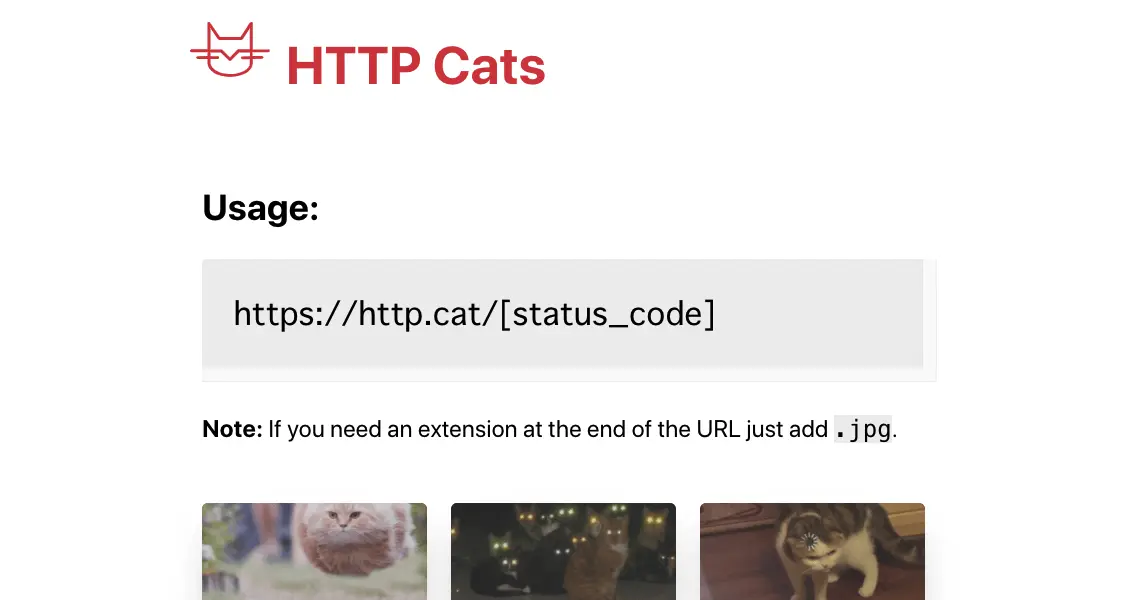 HTTP Cats
Usage:
https://http.cat/[status_code]
Note: If you need an extension at the end of the URL just add .jpg.